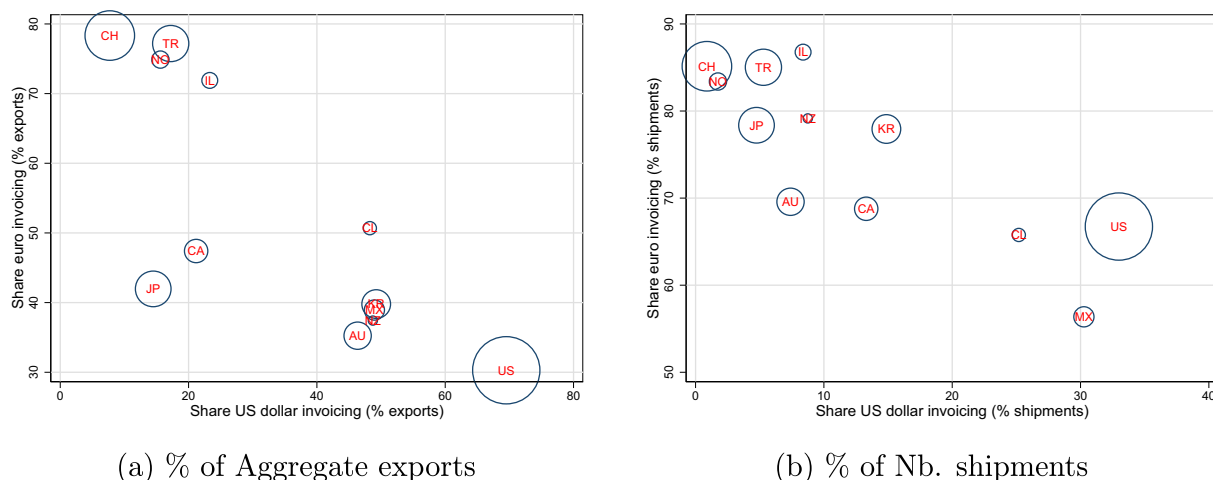 80
70
60
50
40
30
Share euro invoicing (% exports)
CH
TR
NO
IL
CL
CA
JP
KR
MX
NZ
AU
US
0 20 40 60 80
Share US dollar invoicing (% exports)
(a) % of Aggregate exports
90
80
70
60
50
Share euro invoicing (% shipments)
IL
CH
TR
NO
JP
NZ
KR
AU
CA
CL
US
MX
0 10 20 30 40
Share US dollar invoicing (% shipments)
(b) % of Nb. shipments